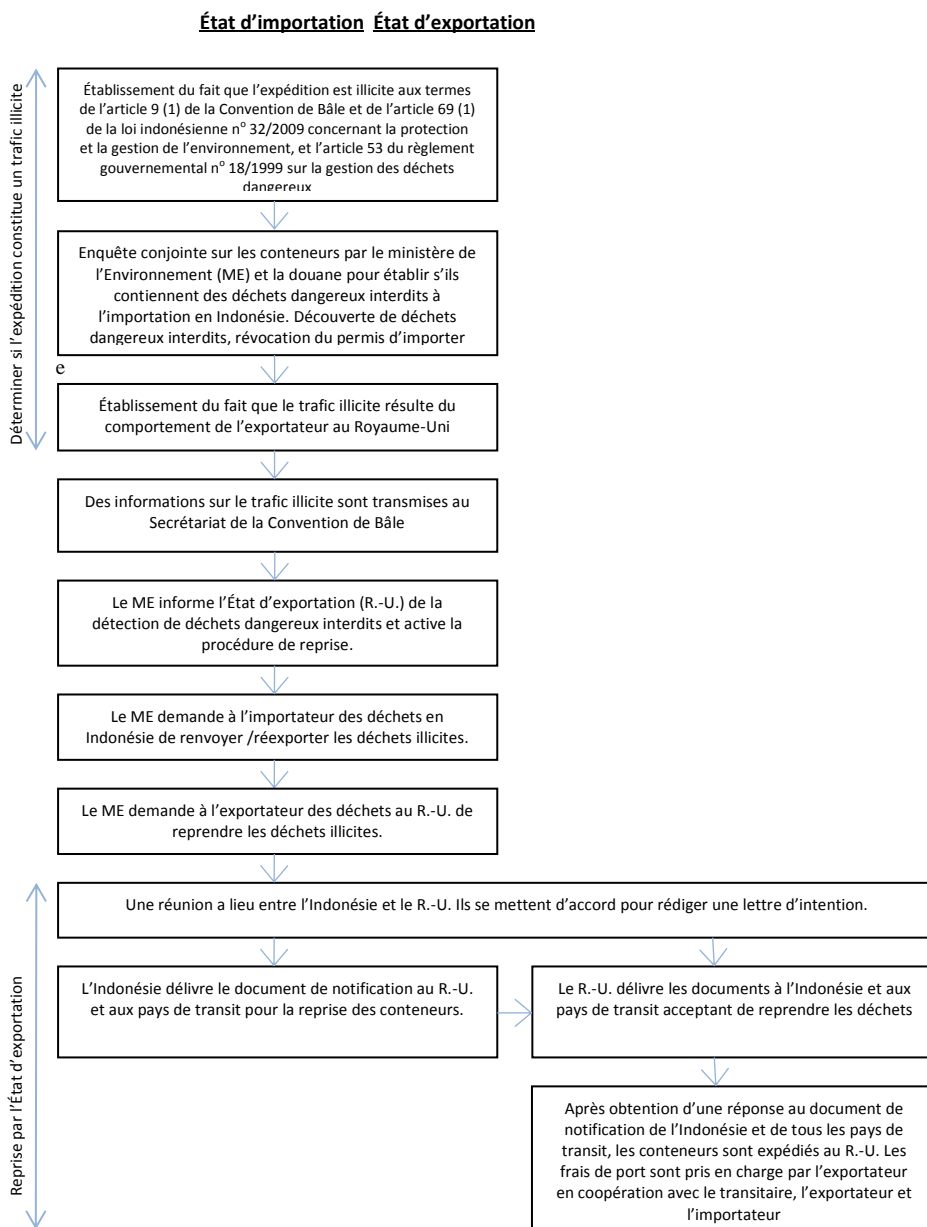 État d’importation État d’exportation
Déterminer si l’expédition constitue un trafic illicite
Établissement du fait que l’expédition est illicite aux termes
de l’article 9 (1) de la Convention de Bâle et de l’article 69 (1)
de la loi indonésienne nº 32/2009 concernant la protection
et la gestion de l’environnement, et l’article 53 du règlement
gouvernemental nº 18/1999 sur la gestion des déchets
dangereux
Enquête conjointe sur les conteneurs par le ministère de
l’Environnement (ME) et la douane pour établir s’ils
contiennent des déchets dangereux interdits à
l’importation en Indonésie. Découverte de déchets
dangereux interdits, révocation du permis d’importer
e
Établissement du fait que le trafic illicite résulte du
comportement de l’exportateur au Royaume-Uni
Des informations sur le trafic illicite sont transmises au
Secrétariat de la Convention de Bâle
Le ME informe l’État d’exportation (R.-U.) de la
détection de déchets dangereux interdits et active la
procédure de reprise.
Le ME demande à l’importateur des déchets en
Indonésie de renvoyer /réexporter les déchets illicites.
Le ME demande à l’exportateur des déchets au R.-U. de
reprendre les déchets illicites.
Reprise par l’État d’exportation
Une réunion a lieu entre l’Indonésie et le R.-U. Ils se mettent d’accord pour rédiger une lettre d’intention.
L’Indonésie délivre le document de notification au R.-U.
et aux pays de transit pour la reprise des conteneurs.
Le R.-U. délivre les documents à l’Indonésie et aux
pays de transit acceptant de reprendre les déchets
Après obtention d’une réponse au document de
notification de l’Indonésie et de tous les pays de
transit, les conteneurs sont expédiés au R.-U. Les
frais de port sont pris en charge par l’exportateur
en coopération avec le transitaire, l’exportateur et
l’importateur